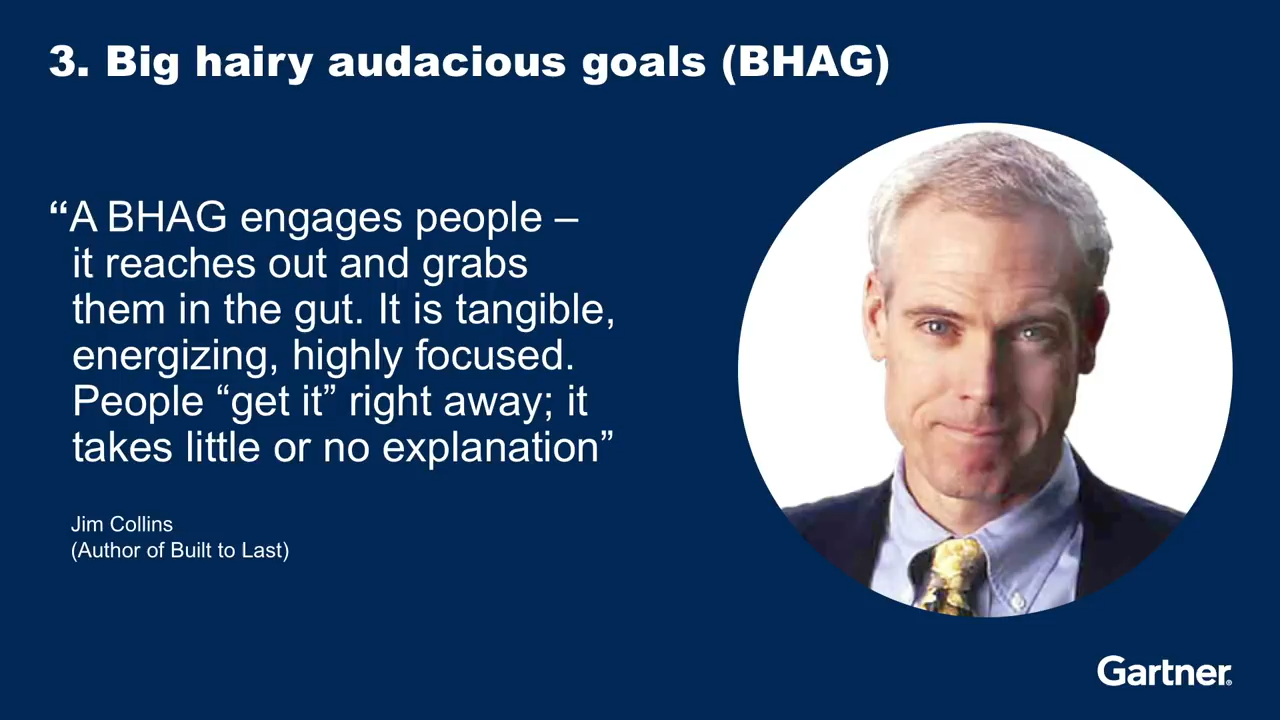 3. Big hairy audacious goals (BHAG)
“A BHAG engages people –
it reaches out and grabs
them in the gut. It is tangible,
energizing, highly focused.
People “get it” right away; it
takes little or no explanation”
Jim Collins
(Author of Built to Last)
Gartner®